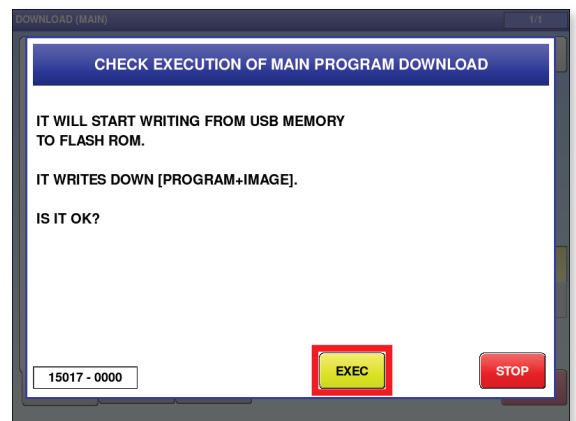 DOWNLOAD (MAIN)
1/1
CHECK EXECUTION OF MAIN PROGRAM DOWNLOAD
IT WILL START WRITING FROM USB MEMORY
TO FLASH ROM.
IT WRITES DOWN [PROGRAM+IMAGE].
IS IT OK?
15017 - 0000
EXEC
STOP